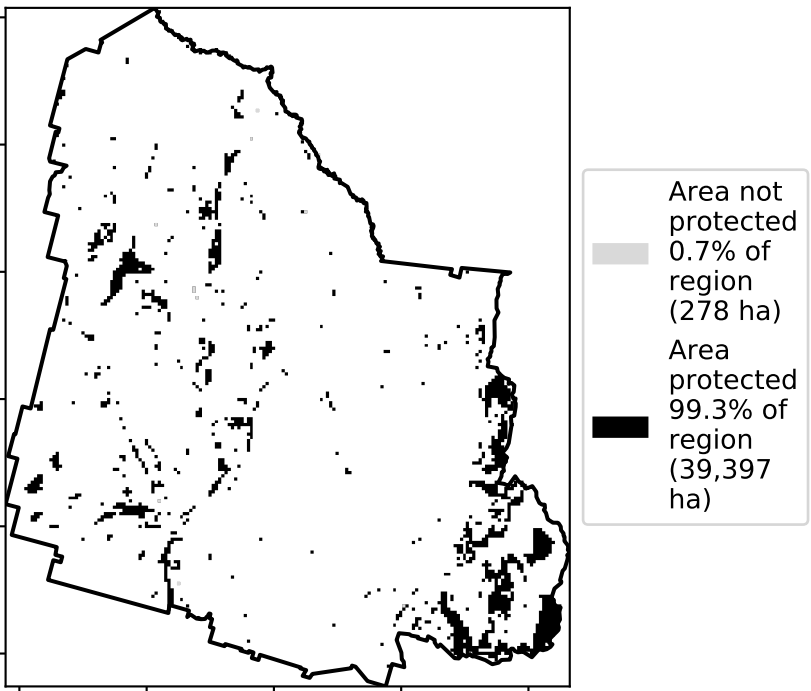 Area not
protected
0.7% of
region
(278 ha)
Area
protected
99.3% of
region
(39,397
ha)